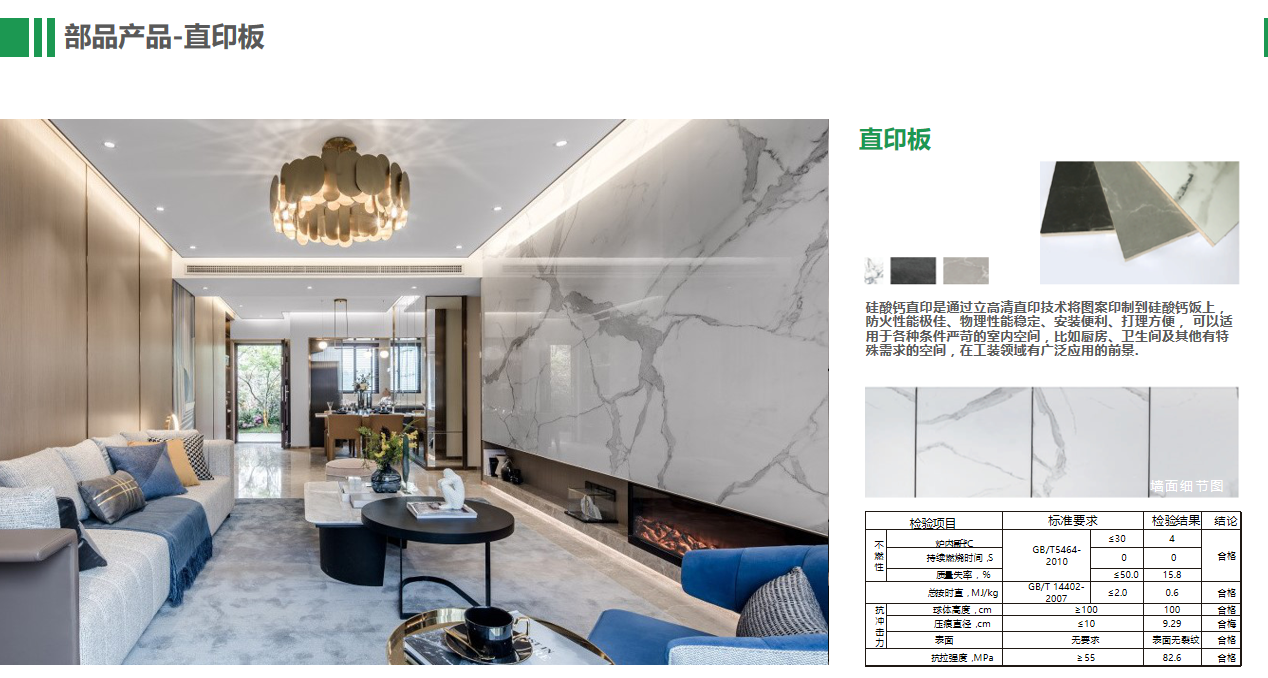 部品产品-直印板
直印板
硅酸钙直印是通过立高清直印技术将图案印制到硅酸钙饭上，
防火性能极佳、物理性能稳定、安装便利、打理方便， 可以适
用于各种条件严苛的室内空间，比如厨房、卫生间及其他有特
殊需求的空间，在工装领域有广泛应用的前景.
墙面细节图
检验项目 标准要求 检验结果 结论
不燃性 ≤30 4
持续燃烧时间 ,S GB/T5464-2010 0 0 合格
质量失率，% ≤50.0 15.8
总按时直，MJ/kg GB/T 14402-2007 ≤2.0 0.6 合格
抗冲击力 球体高度，cm ≥100 100 合格
压痕直径 ,cm ≤10 9.29 合梅
表面 无要求 表面无裂纹 合格
抗拉强度 ,MPa ≥55 82.6 合格